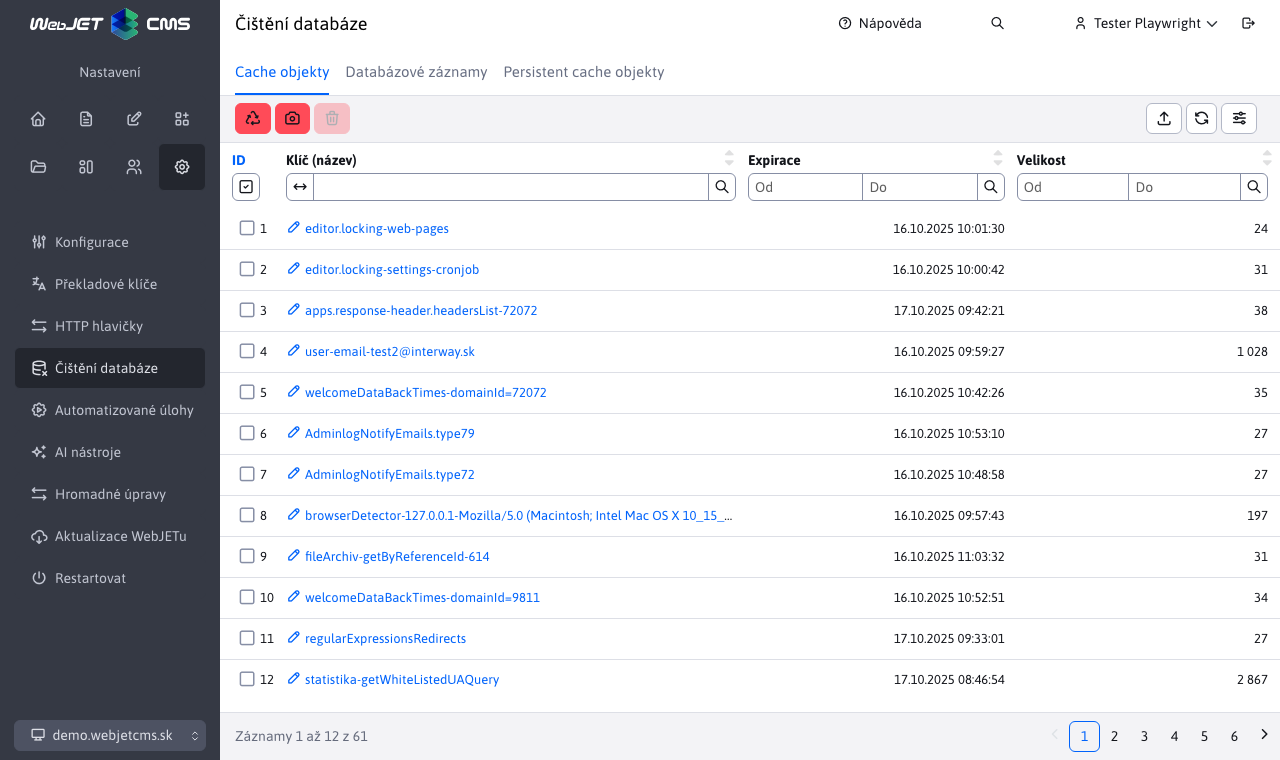 WebJET CMS
Čištění databáze
Nápověda
Tester Playwright
Nastavení
Cache objekty
Databázové záznamy
Persistent cache objekty
Konfigurace
Překladové klíče
HTTP hlavičky
Čištění databáze
Automatizované úlohy
AI nástroje
Hromadné úpravy
Aktualizace WebJETu
Restartovat
demo.webjetcms.sk
ID Klíč (název) Expirace Velikost
Od Do Od Do
1 editor.locking-web-pages 16.10.2025 10:01:30 24
2 editor.locking-settings-cronjob 16.10.2025 10:00:42 31
3 apps.response-header.headersList-72072 17.10.2025 09:42:21 38
4 user-email-test2@interway.sk 16.10.2025 09:59:27 1 028
5 welcomeDataBackTimes-domainId=72072 16.10.2025 10:42:26 35
6 AdminlogNotifyEmails.type79 16.10.2025 10:53:10 27
7 AdminlogNotifyEmails.type72 16.10.2025 10:48:58 27
8 browserDetector-127.0.0.1-Mozilla/5.0 (Macintosh; Intel Mac OS X 10_15_... 16.10.2025 09:57:43 197
9 fileArchiv-getByReferenceId-614 16.10.2025 11:03:32 31
10 welcomeDataBackTimes-domainId=9811 16.10.2025 10:52:51 34
11 regularExpressionsRedirects 17.10.2025 09:33:01 27
12 statistika-getWhiteListedUAQuery 17.10.2025 08:46:54 2 867
Záznamy 1 až 12 z 61
1 2 3 4 5 6